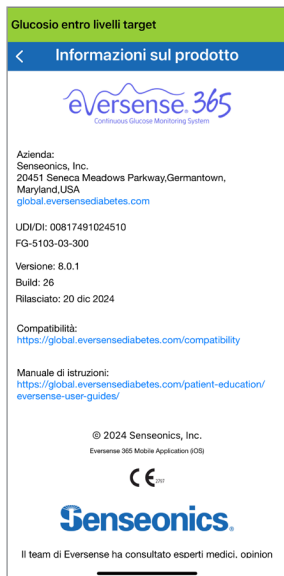 Glucosio entro livelli target
Informazioni sul prodotto
eversense. 365
Continuous Glucose Monitoring System
Azienda:
Senseonics, Inc.
20451 Seneca Meadows Parkway,Germantown,
Maryland,USA
global.eversensediabetes.com
UDI/DI: 00817491024510
FG-5103-03-300
Versione: 8.0.1
Build: 26
Rilasciato: 20 dic 2024
Compatibilità:
https://global.eversensediabetes.com/compatibility
Manuale di istruzioni:
https://global.eversensediabetes.com/patient-education/
eversense-user-guides/
© 2024 Senseonics, Inc.
Eversense 365 Mobile Application (iOS)
CE 2797
Senseonics.
Il team di Eversense ha consultato esperti medici, opinion